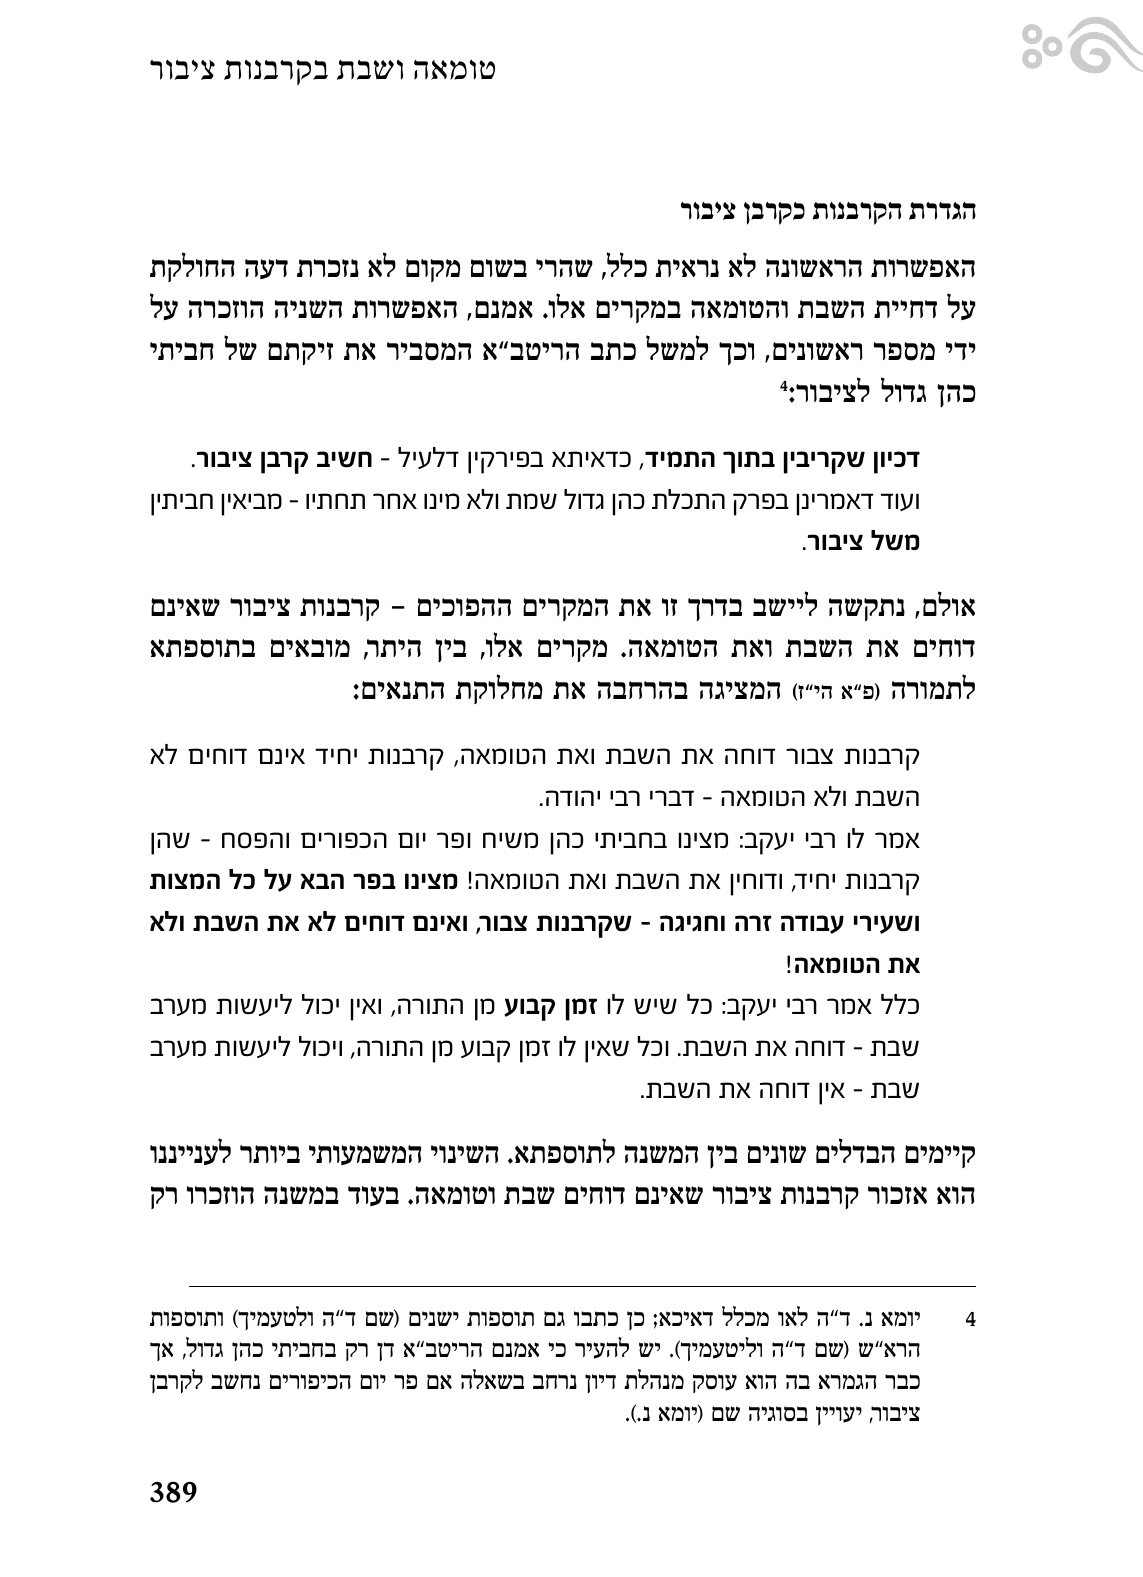 טומאה ושבת בקרבנות ציבור
הגדרת הקרבנות כקרבן ציבור
האפשרות הראשונה לא נראית כלל, שהרי בשום מקום לא נזכרת דעה החולקת
על דחיית השבת והטומאה במקרים אלו. אמנם, האפשרות השניה הוזכרה על
ידי מספר ראשונים, וכך למשל כתב הריטב"א המסביר את זיקתם של חביתי
כהן גדול לציבור:4
דכיון שקריבין בתוך התמיד, כדאיתא בפירקין דלעיל - חשיב קרבן ציבור.
ועוד דאמרינן בפרק התכלת כהן גדול שמת ולא מינו אחר תחתיו - מביאין חביתין
משל ציבור.
אולם, נתקשה ליישב בדרך זו את המקרים ההפוכים – קרבנות ציבור שאינם
דוחים את השבת ואת הטומאה. מקרים אלו, בין היתר, מובאים בתוספתא
לתמורה (פ"א הי"ז) המציגה בהרחבה את מחלוקת התנאים:
קרבנות צבור דוחה את השבת ואת הטומאה, קרבנות יחיד אינם דוחים לא
השבת ולא הטומאה - דברי רבי יהודה.
אמר לו רבי יעקב: מצינו בחביתי כהן משיח ופר יום הכפורים והפסח - שהן
קרבנות יחיד, ודוחין את השבת ואת הטומאה! מצינו בפר הבא על כל המצות
ושעירי עבודה זרה וחגיגה - שקרבנות צבור, ואינם דוחים לא את השבת ולא
את הטומאה!
כלל אמר רבי יעקב: כל שיש לו זמן קבוע מן התורה, ואין יכול ליעשות מערב
שבת - דוחה את השבת. וכל שאין לו זמן קבוע מן התורה, ויכול ליעשות מערב
שבת - אין דוחה את השבת.
קיימים הבדלים שונים בין המשנה לתוספתא. השינוי המשמעותי ביותר לענייננו
הוא אזכור קרבנות ציבור שאינם דוחים שבת וטומאה. בעוד במשנה הוזכרו רק
4 יומא נ. ד"ה לאו מכלל דאיכא; כן כתבו גם תוספות ישנים (שם ד"ה ולטעמיך) ותוספות
הרא"ש (שם ד"ה וליטעמיך). יש להעיר כי אמנם הריטב"א דן רק בחביתי כהן גדול, אך
כבר הגמרא בה הוא עוסק מנהלת דיון נרחב בשאלה אם פר יום הכיפורים נחשב לקרבן
ציבור, יעויין בסוגיה שם (יומא נ.).
389